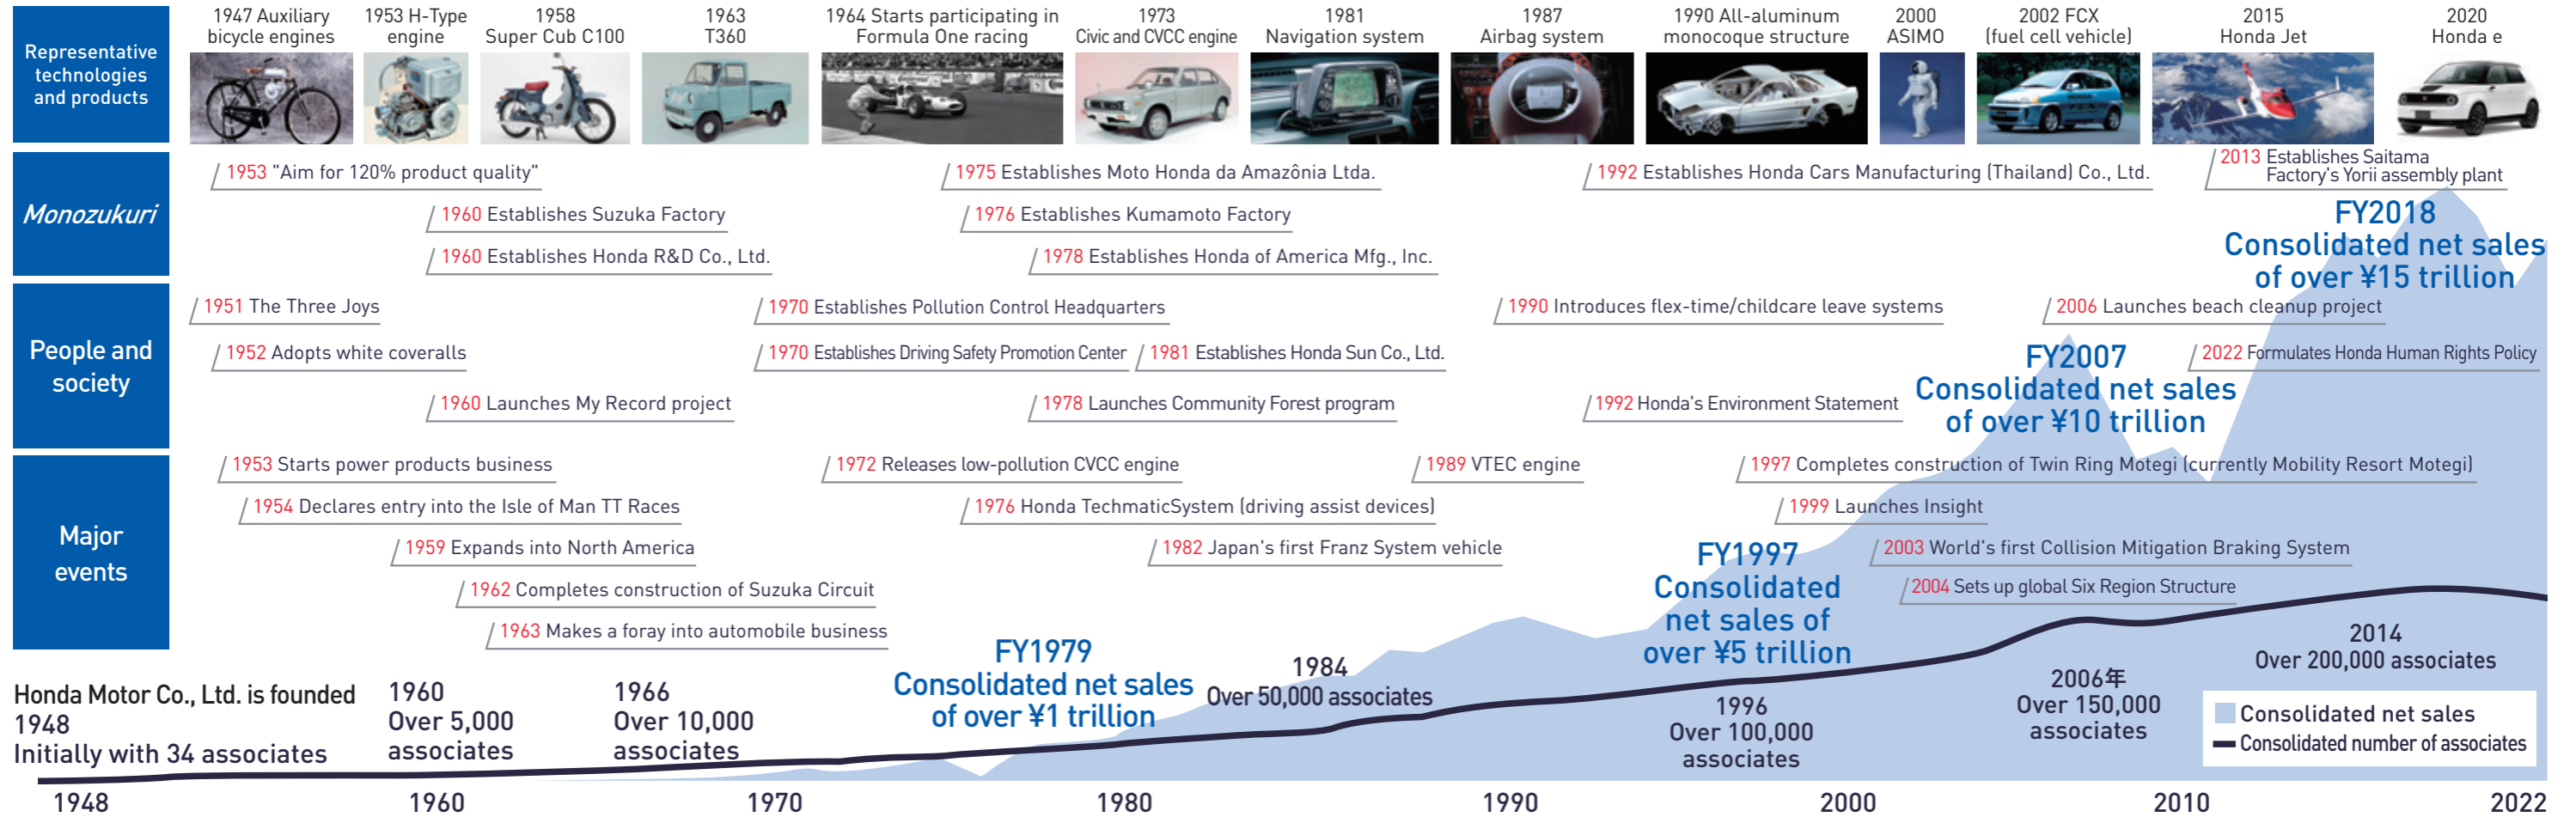 Representative
technologies
and products
1947 Auxiliary
bicycle engines
1953 H-Type
engine
1958
Super Cub C100
1963
T360
1964 Starts participating in
Formula One racing
1973
Civic and CVCC engine
1981
Navigation system
1987
Airbag system
1990 All-aluminum
monocoque structure
2000
ASIMO
2002 FCX
(fuel cell vehicle)
2015
Honda Jet
2020
Honda e
Monozukuri
1953 "Aim for 120% product quality"
1975 Establishes Moto Honda da Amazônia Ltda.
1992 Establishes Honda Cars Manufacturing (Thailand) Co., Ltd.
2013 Establishes Saitama
Factory's Yorii assembly plant
1960 Establishes Suzuka Factory
1976 Establishes Kumamoto Factory
1960 Establishes Honda R&D Co., Ltd.
1978 Establishes Honda of America Mfg., Inc.
FY2018
Consolidated net sales
of over ¥15 trillion
People and
society
1951 The Three Joys
1970 Establishes Pollution Control Headquarters
1990 Introduces flex-time/childcare leave systems
2006 Launches beach cleanup project
1952 Adopts white coveralls
1970 Establishes Driving Safety Promotion Center
1981 Establishes Honda Sun Co., Ltd.
2022 Formulates Honda Human Rights Policy
1960 Launches My Record project
1978 Launches Community Forest program
1992 Honda's Environment Statement
FY2007
Consolidated net sales
of over ¥10 trillion
Major
events
1953 Starts power products business
1972 Releases low-pollution CVCC engine
1989 VTEC engine
1997 Completes construction of Twin Ring Motegi (currently Mobility Resort Motegi)
1954 Declares entry into the Isle of Man TT Races
1976 Honda TechmaticSystem (driving assist devices)
1999 Launches Insight
1959 Expands into North America
1982 Japan's first Franz System vehicle
2003 World's first Collision Mitigation Braking System
1962 Completes construction of Suzuka Circuit
2004 Sets up global Six Region Structure
1963 Makes a foray into automobile business
FY1997
Consolidated
net sales of
over ¥5 trillion
FY1979
Consolidated net sales
of over ¥1 trillion
Honda Motor Co., Ltd. is founded
1948
Initially with 34 associates
1960
Over 5,000
associates
1966
Over 10,000
associates
1984
Over 50,000 associates
1996
Over 100,000
associates
2006年
Over 150,000
associates
2014
Over 200,000 associates
Consolidated net sales
Consolidated number of associates
1948
1960
1970
1980
1990
2000
2010
2022